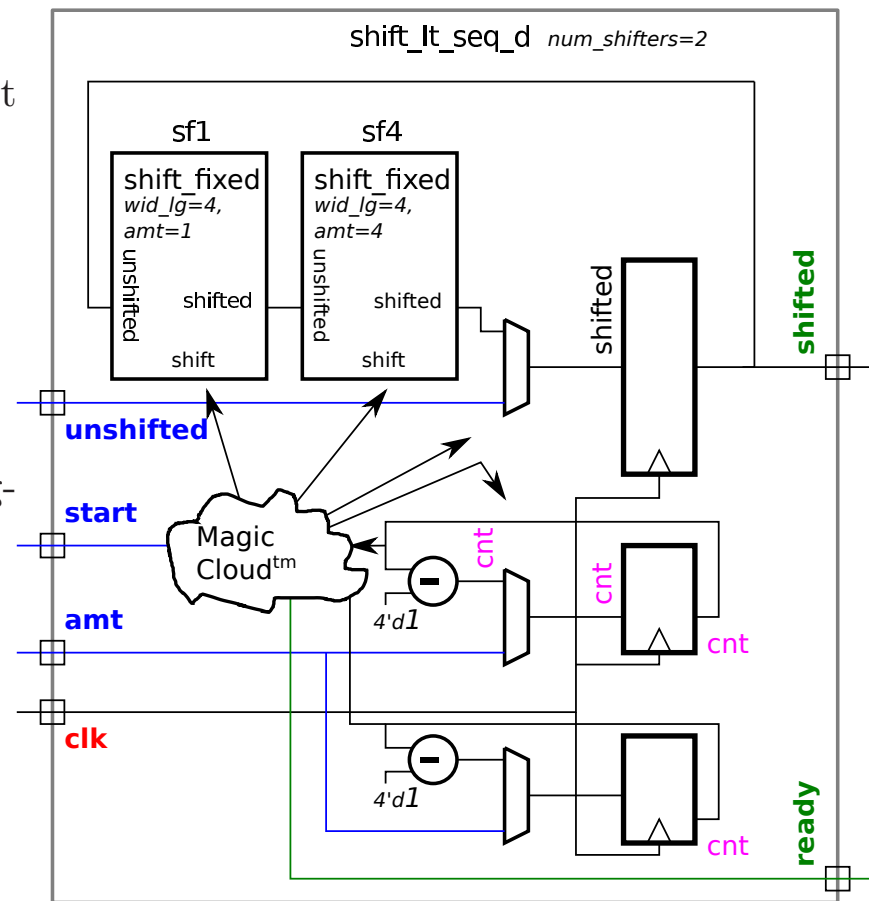 shift_lt_seq_d num_shifters=2
t
sf1
sf4
shift_fixed
wid_lg=4,
amt=1
unshifted
shifted
shift
shift_fixed
wid_lg=4,
amt=4
unshifted
shifted
shift
shifted
shifted
unshifted
start
Magic
Cloudtm
cnt
cnt
4'd1
amt
cnt
clk
4'd1
cnt
ready